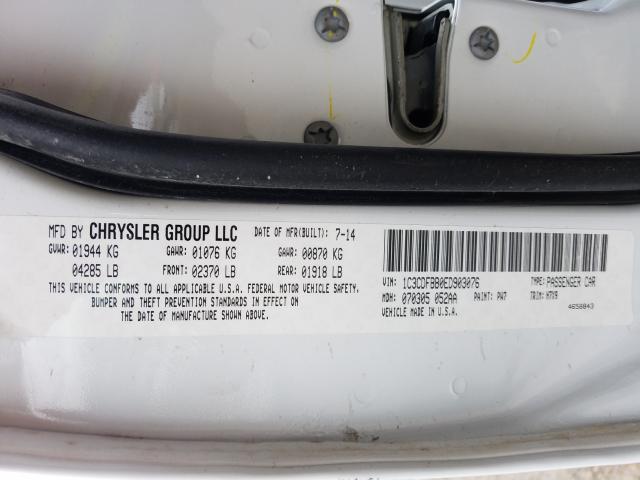 MFD BY CHRYSLER GROUP LLC DATE OF MFR(BUILT): 7-14
GVWR: 01944 KG GAWR: 01076 KG GAWR: 00870 KG
04285 LB FRONT: 02370 LB REAR: 01918 LB
THIS VEHICLE CONFORMS TO ALL APPLICABLE U.S.A. FEDERAL MOTOR VEHICLE SAFETY,
BUMPER AND THEFT PREVENTION STANDARDS IN EFFECT ON
THE DATE OF MANUFACTURE SHOWN ABOVE.
VIN: 1C3CDFBB0ED903076 TYPE: PASSENGER CAR
MDH: 070305 052AA PAINT: PW7 TRIM: H7X9
VEHICLE MADE IN U.S.A. 4658843